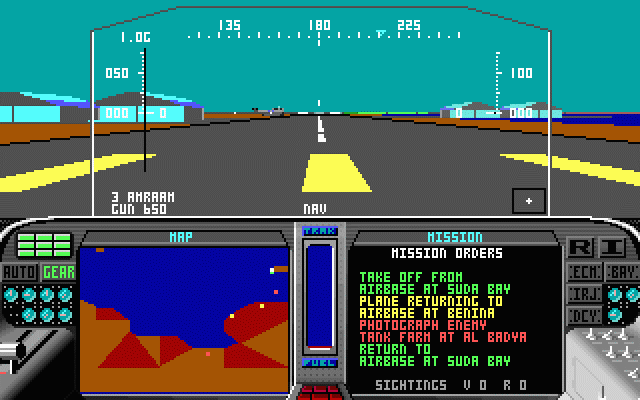 135 180 225
1.0G
050 100
000 0 0 000
3 AMRAAM
GUN 650
NAV
TRAK
MAP
MISSION
MISSION ORDERS
AUTO GEAR
TAKE OFF FROM
AIRBASE AT SUDA BAY
PLANE RETURNING TO
AIRBASE AT BENINA
PHOTOGRAPH ENEMY
TANK FARM AT AL BADYA
RETURN TO
AIRBASE AT SUDA BAY
SIGHTINGS V 0 R 0
FUEL
R I
:ECM: :BAY:
:IRJ:
:DCY: